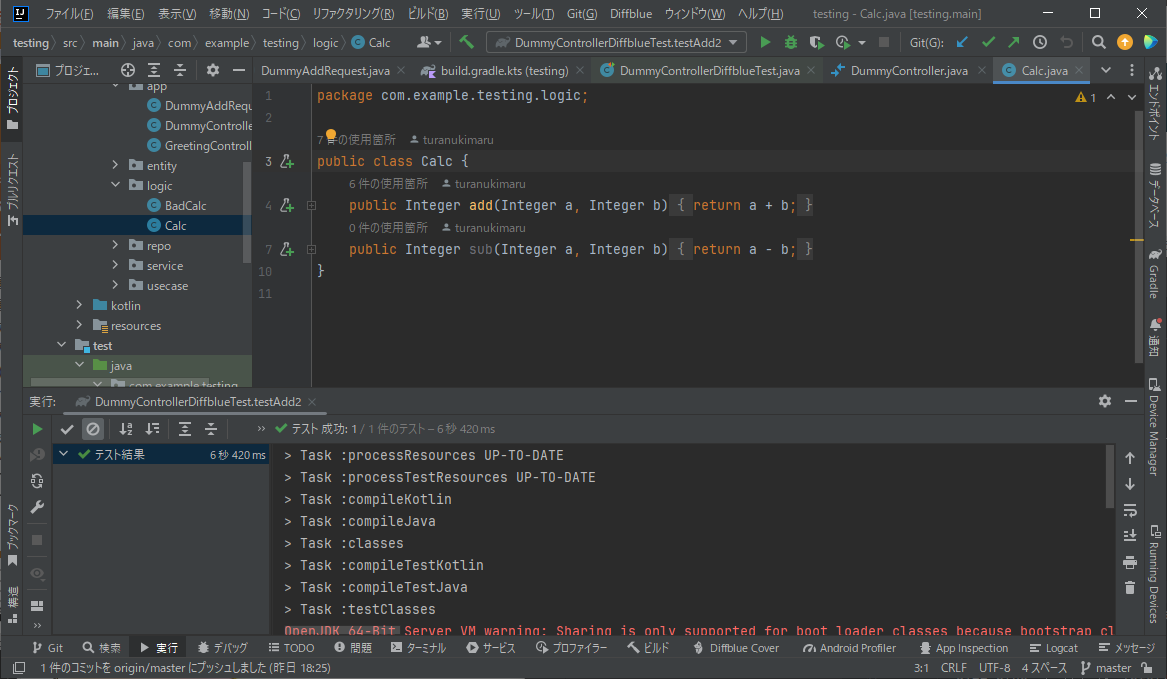 ファイル(F) 編集(E) 表示(V) 移動(N) コード(C) リファクタリング(R) ビルド(B) 実行(U) ツール(T) Git(G) Diffblue ウィンドウ(W) ヘルプ(H) testing - Calc.java [testing.main]
testing src main java com example testing logic Calc DummyControllerDiffblueTest.testAdd2 Git(G):
プロジェ... DummyAddRequest.java build.gradle.kts (testing) DummyControllerDiffblueTest.java DummyController.java Calc.java
プロジェクト
プルリクエスト
ブックマーク
構造
app
DummyAddRequ
DummyControlle
GreetingControll
entity
logic
BadCalc
Calc
repo
service
usecase
kotlin
resources
test
java
com.example.testing
1 package com.example.testing.logic;
2
7 件の使用箇所 turanukimaru
3 public class Calc {
6 件の使用箇所 turanukimaru
4 public Integer add(Integer a, Integer b) { return a + b; }
0 件の使用箇所 turanukimaru
7 public Integer sub(Integer a, Integer b) { return a - b; }
10 }
11
1
エンドポイント
データベース
Gradle
通知
Device Manager
Running Devices
実行: DummyControllerDiffblueTest.testAdd2
テスト 成功: 1 / 1 件のテスト – 6 秒 420 ms
テスト結果 6 秒 420 ms
> Task :processResources UP-TO-DATE
> Task :processTestResources UP-TO-DATE
> Task :compileKotlin
> Task :compileJava
> Task :classes
> Task :compileTestKotlin
> Task :compileTestJava
> Task :testClasses
OpenJDK 64-Bit Server VM warning: Sharing is only supported for boot loader classes because bootstrap cl
Git 検索 実行 デバッグ TODO 問題 ターミナル サービス プロファイラー ビルド Diffblue Cover Android Profiler App Inspection Logcat メッセージ
1 件のコミットを origin/master にプッシュしました (昨日 18:25) 3:1 CRLF UTF-8 4 スペース master